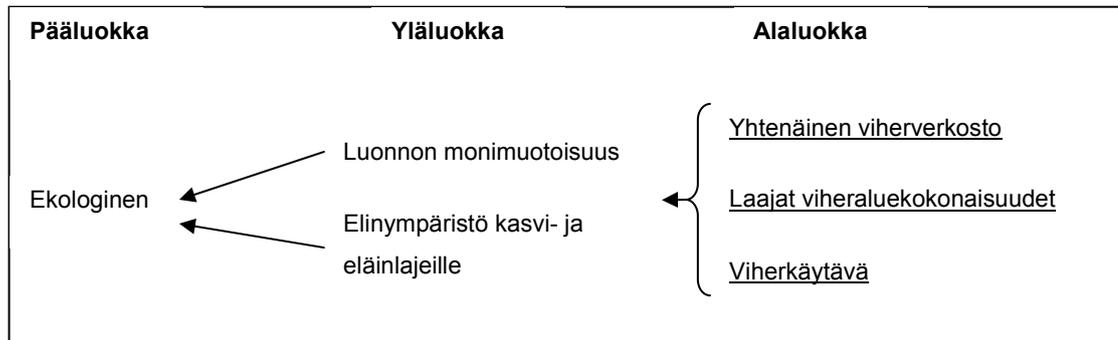 Pääluokka Yläluokka Alaluokka
Yhtenäinen viherverkosto
Luonnon monimuotoisuus
Ekologinen Laajat viheraluekokonaisuudet
Elinympäristö kasvi- ja
eläinlajeille
Viherkäytävä